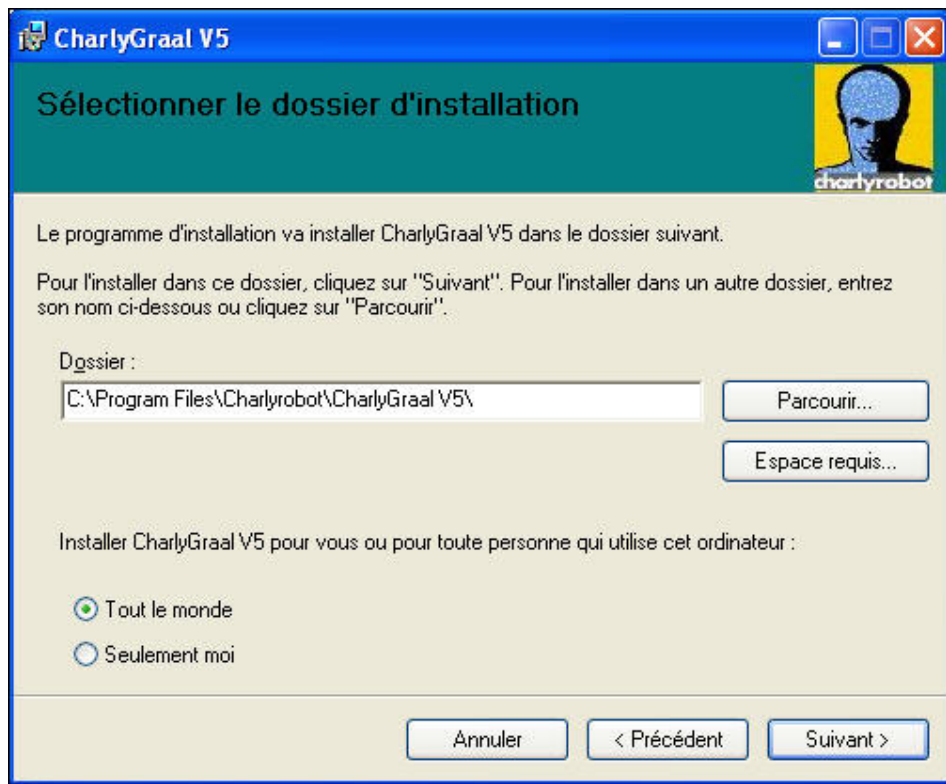 CharlyGraal V5
Sélectionner le dossier d'installation
charlyrobot
Le programme d'installation va installer CharlyGraal V5 dans le dossier suivant.
Pour l'installer dans ce dossier, cliquez sur "Suivant". Pour l'installer dans un autre dossier, entrez
son nom ci-dessous ou cliquez sur "Parcourir".
Dossier :
C:\Program Files\Charlyrobot\CharlyGraal V5\
Parcourir...
Espace requis...
Installer CharlyGraal V5 pour vous ou pour toute personne qui utilise cet ordinateur :
Tout le monde
Seulement moi
Annuler
< Précédent
Suivant >